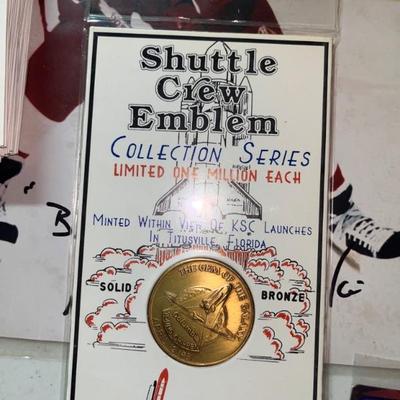 Shuttle
Crew
Emblem
COLLECTION SERIES
LIMITED ONE MILLION EACH
MINTED WITHIN VIEW OF KSC LAUNCHES
IN TITUSVILLE, FLORIDA
SOLID BRONZE
THE GEM OF THE